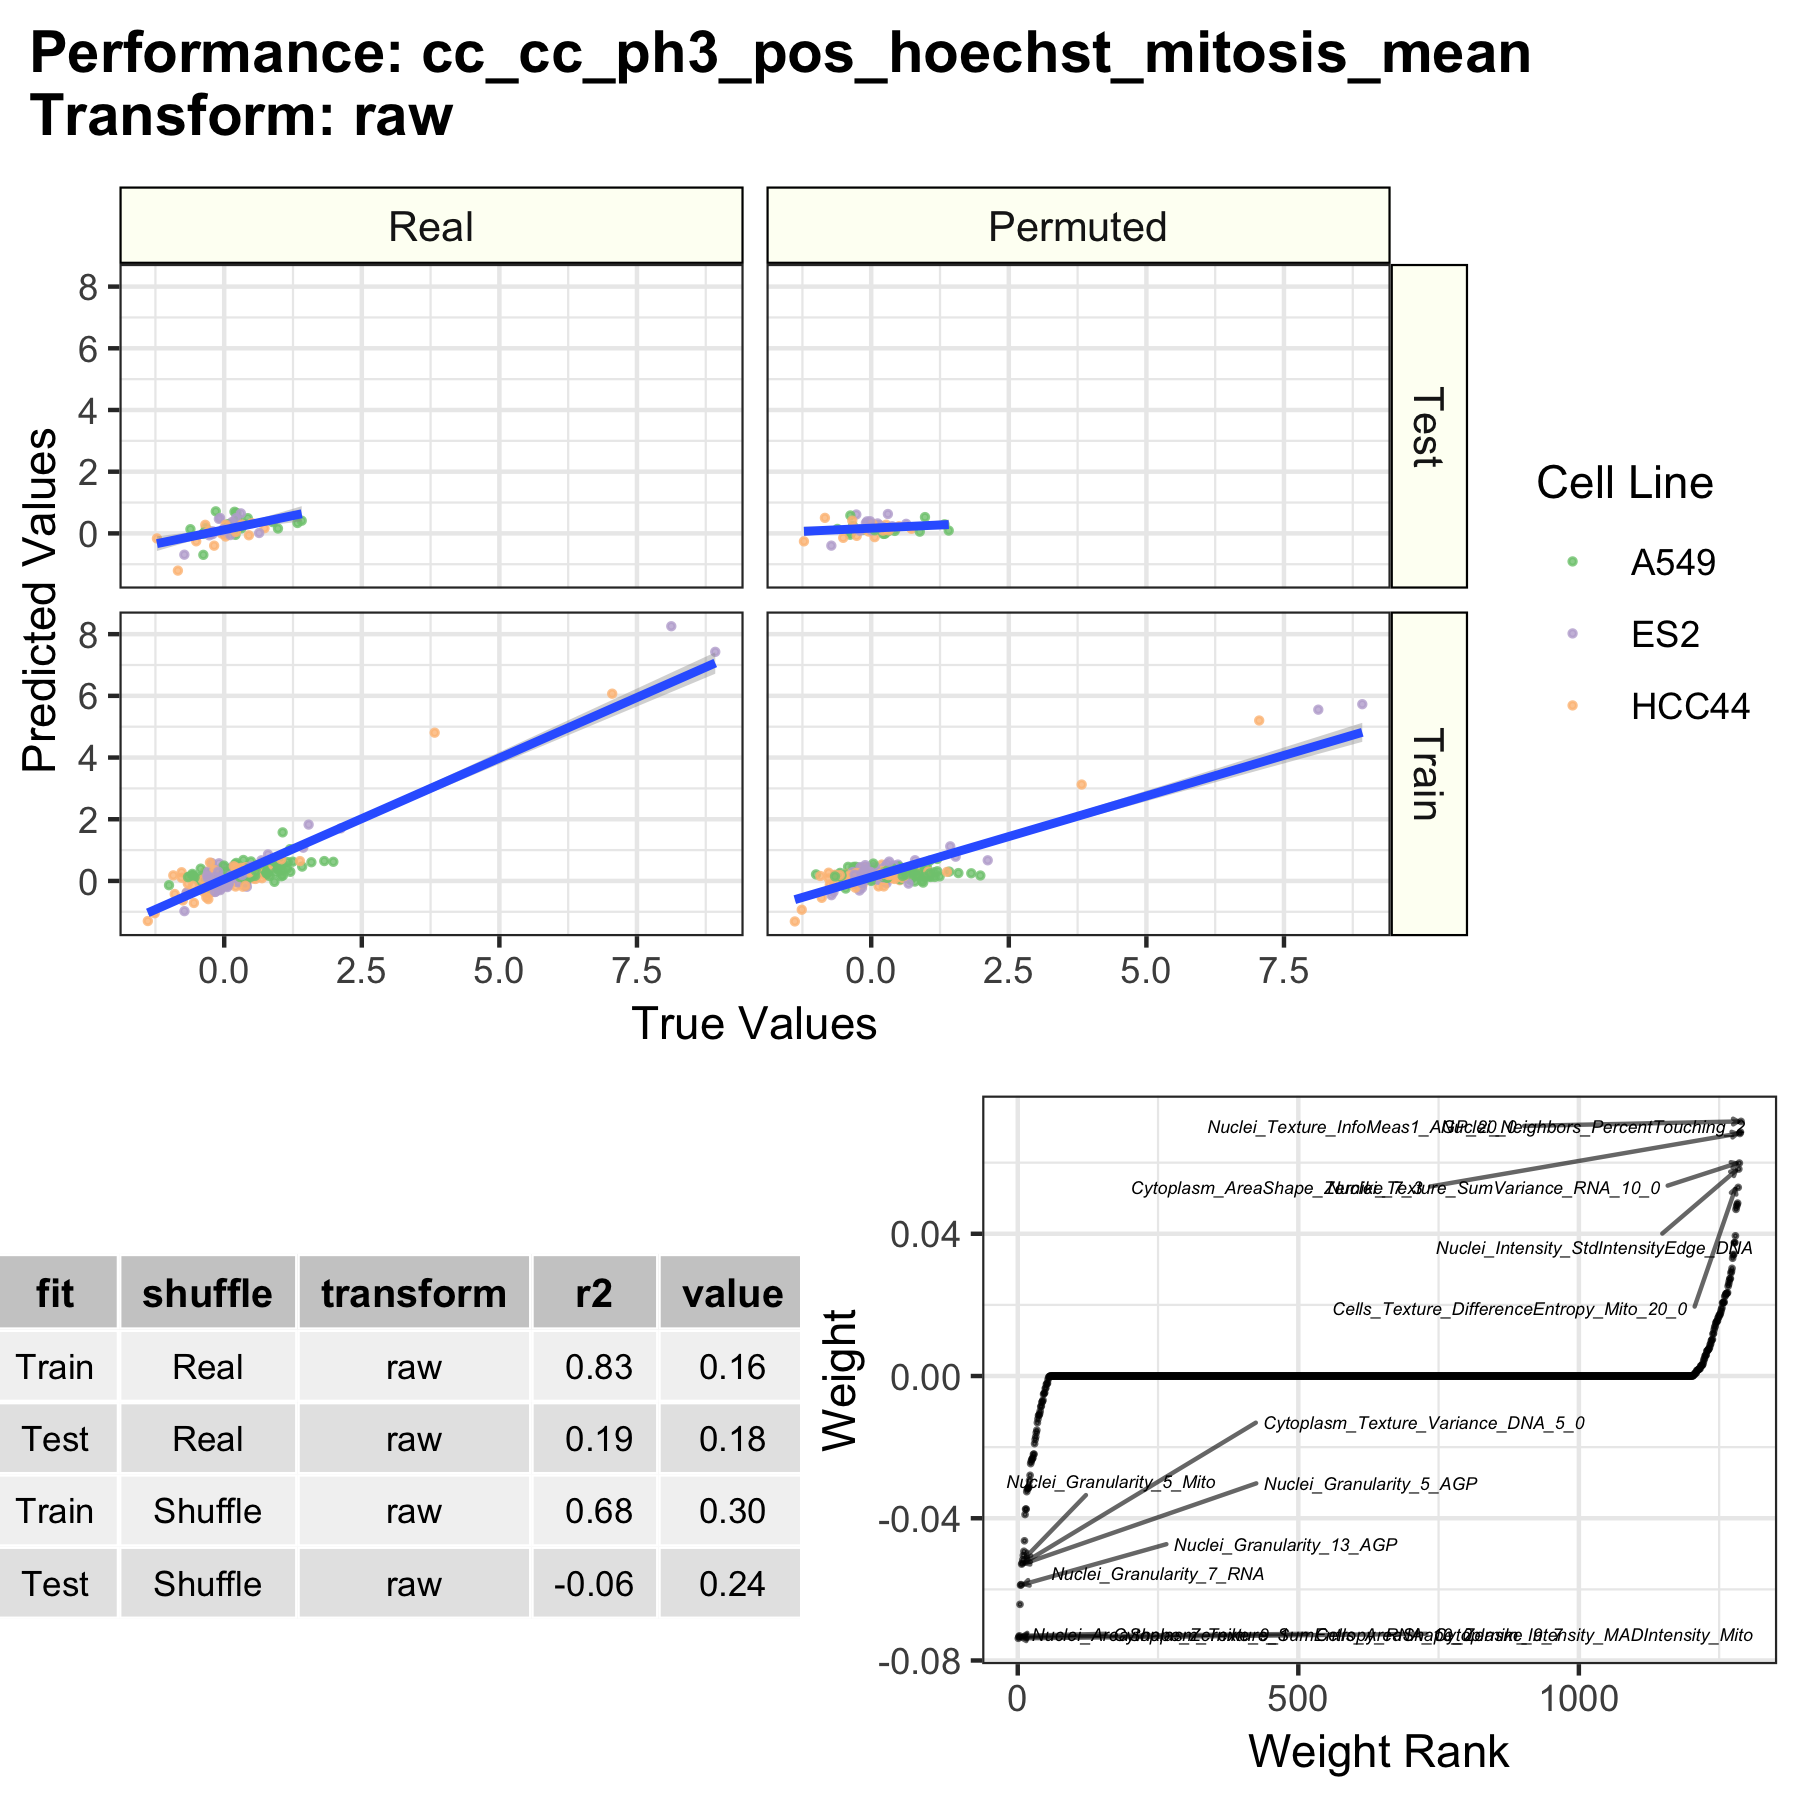 Performance: cc_cc_ph3_pos_hoechst_mitosis_mean
Transform: raw
Real
Permuted
8
6
4
2
0
Test
8
6
4
2
0
Train
Predicted Values
0.0
2.5
5.0
7.5
0.0
2.5
5.0
7.5
True Values
Cell Line
A549
ES2
HCC44
fit shuffle transform r2 value
Train Real raw 0.83 0.16
Test Real raw 0.19 0.18
Train Shuffle raw 0.68 0.30
Test Shuffle raw -0.06 0.24
Weight
0.04
0.00
-0.04
-0.08
Nuclei_Texture_InfoMeas1_AGP_20_0
Nuclei_Neighbors_PercentTouching_2
Cytoplasm_AreaShape_Zernike_7_3
Nuclei_Texture_SumVariance_RNA_10_0
Nuclei_Intensity_StdIntensityEdge_DNA
Cells_Texture_DifferenceEntropy_Mito_20_0
Cytoplasm_Texture_Variance_DNA_5_0
Nuclei_Granularity_5_Mito
Nuclei_Granularity_5_AGP
Nuclei_Granularity_13_AGP
Nuclei_Granularity_7_RNA
Intensity_MADIntensity_Mito
0
500
1000
Weight Rank